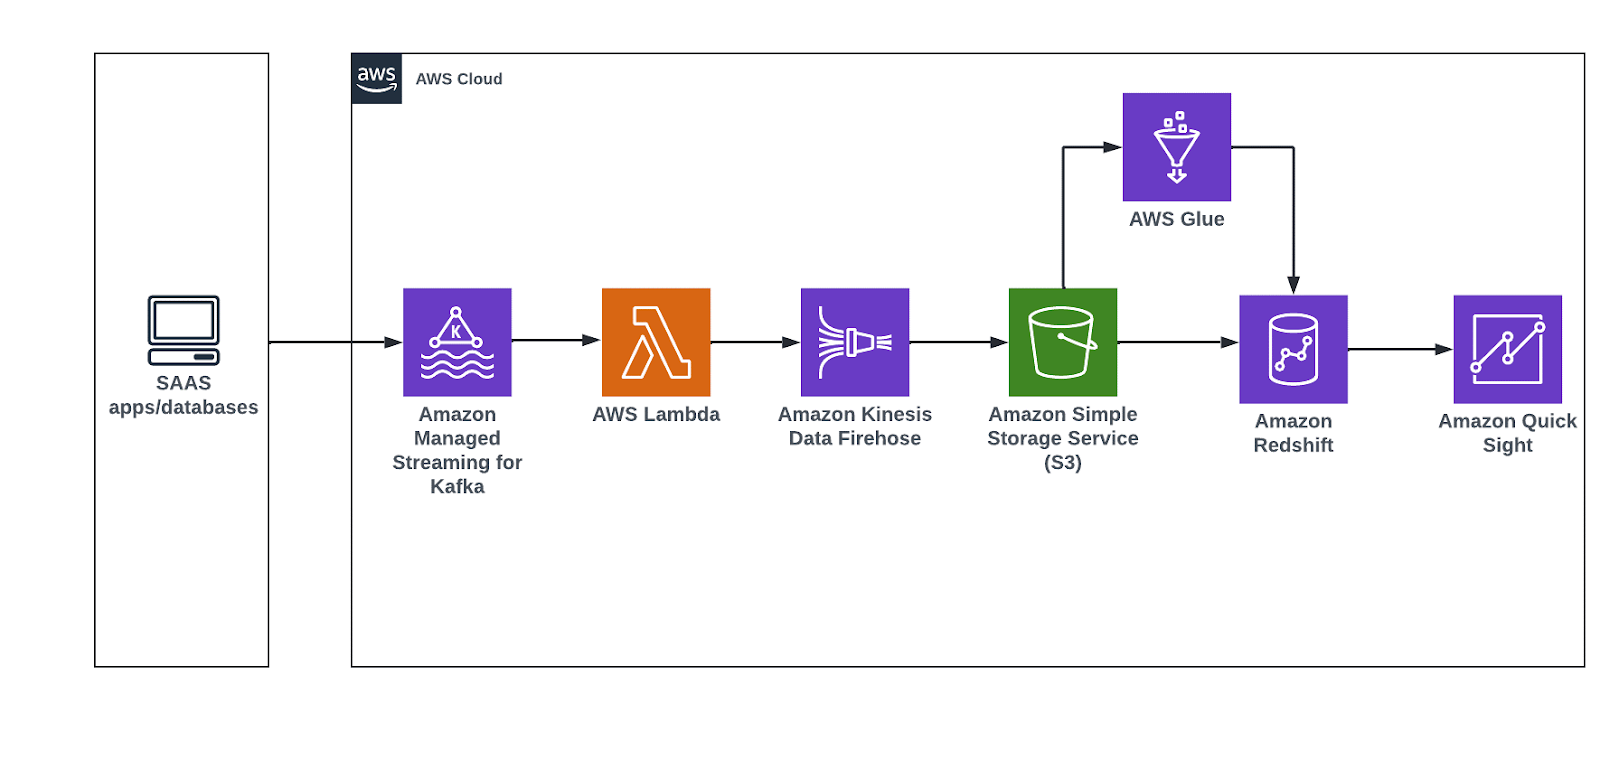 aws
AWS Cloud
AWS Glue
SAAS
apps/databases
K
Amazon
Managed
Streaming for
Kafka
AWS Lambda
Amazon Kinesis
Data Firehose
Amazon Simple
Storage Service
(S3)
Amazon
Redshift
Amazon Quick
Sight